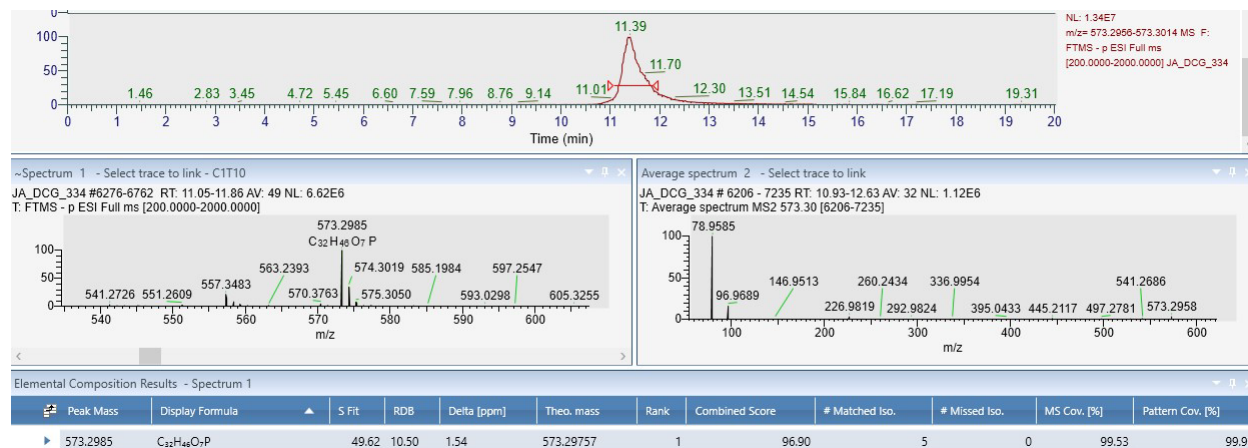 0
NL: 1.34E7
m/z= 573.2956-573.3014 MS F:
FTMS - p ESI Full ms
[200.0000-2000.0000] JA_DCG_334
100
50
0
11.39
11.70
1.46 2.83 3.45 4.72 5.45 6.60 7.59 7.96 8.76 9.14 11.01 12.30 13.51 14.54 15.84 16.62 17.19 19.31
0 1 2 3 4 5 6 7 8 9 10 11 12 13 14 15 16 17 18 19 20
Time (min)
~Spectrum 1 - Select trace to link - C1T10
JA_DCG_334 #6276-6762 RT: 11.05-11.86 AV: 49 NL: 6.62E6
T: FTMS - p ESI Full ms [200.0000-2000.0000]
573.2985
C32H46O7P
100
50
0
541.2726 551.2609 557.3483 563.2393 570.3763 574.3019 575.3050 585.1984 593.0298 597.2547 605.3255
540 550 560 570 580 590 600
m/z
Average spectrum 2 - Select trace to link
JA_DCG_334 # 6206 - 7235 RT: 10.93-12.63 AV: 32 NL: 1.12E6
T: Average spectrum MS2 573.30 [6206-7235]
78.9585
100
50
0
96.9689 146.9513 226.9819 260.2434 292.9824 336.9954 395.0433 445.2117 497.2781 541.2686 573.2958
100 200 300 400 500 600
m/z
Elemental Composition Results - Spectrum 1
Peak Mass Display Formula S Fit RDB Delta [ppm] Theo. mass Rank Combined Score # Matched Iso. # Missed Iso. MS Cov. [%] Pattern Cov. [%]
573.2985 C₃₂H₄₆O₇P 49.62 10.50 1.54 573.29757 1 96.90 5 0 99.53